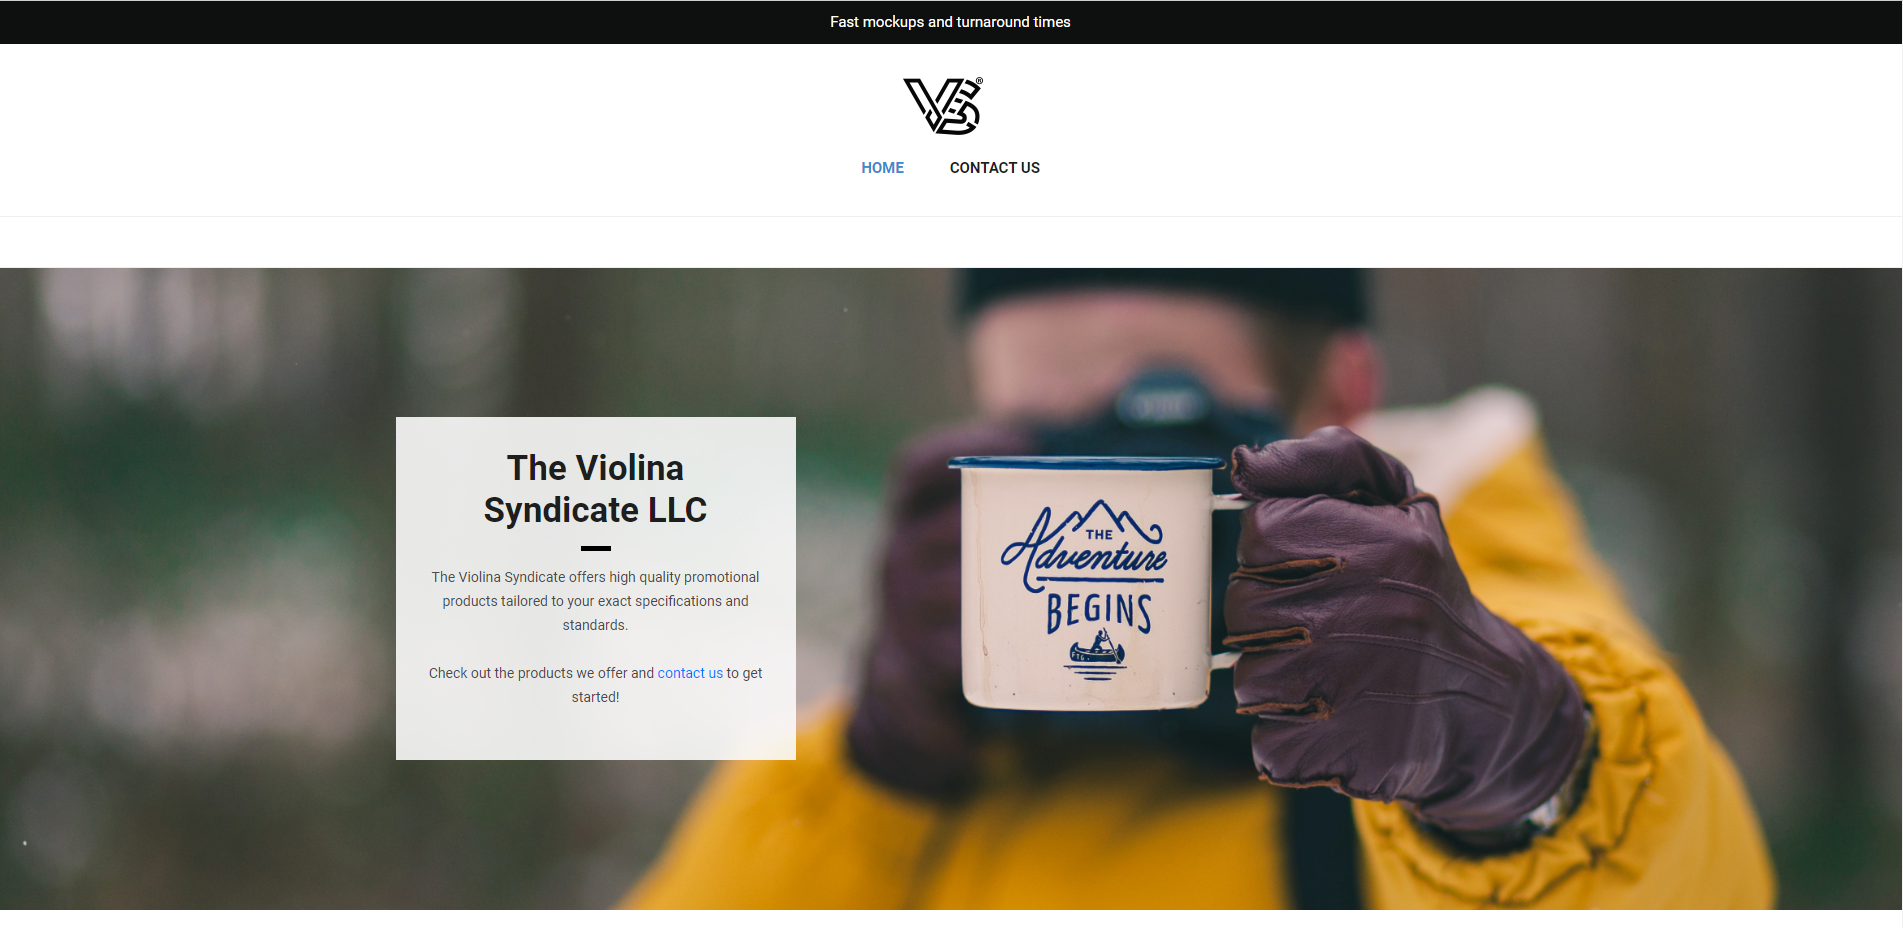 Fast mockups and turnaround times
VS®
HOME CONTACT US
The Violina
Syndicate LLC
The Violina Syndicate offers high quality promotional
products tailored to your exact specifications and
standards.
Check out the products we offer and contact us to get
started!
THE
Adventure
BEGINS
FTG